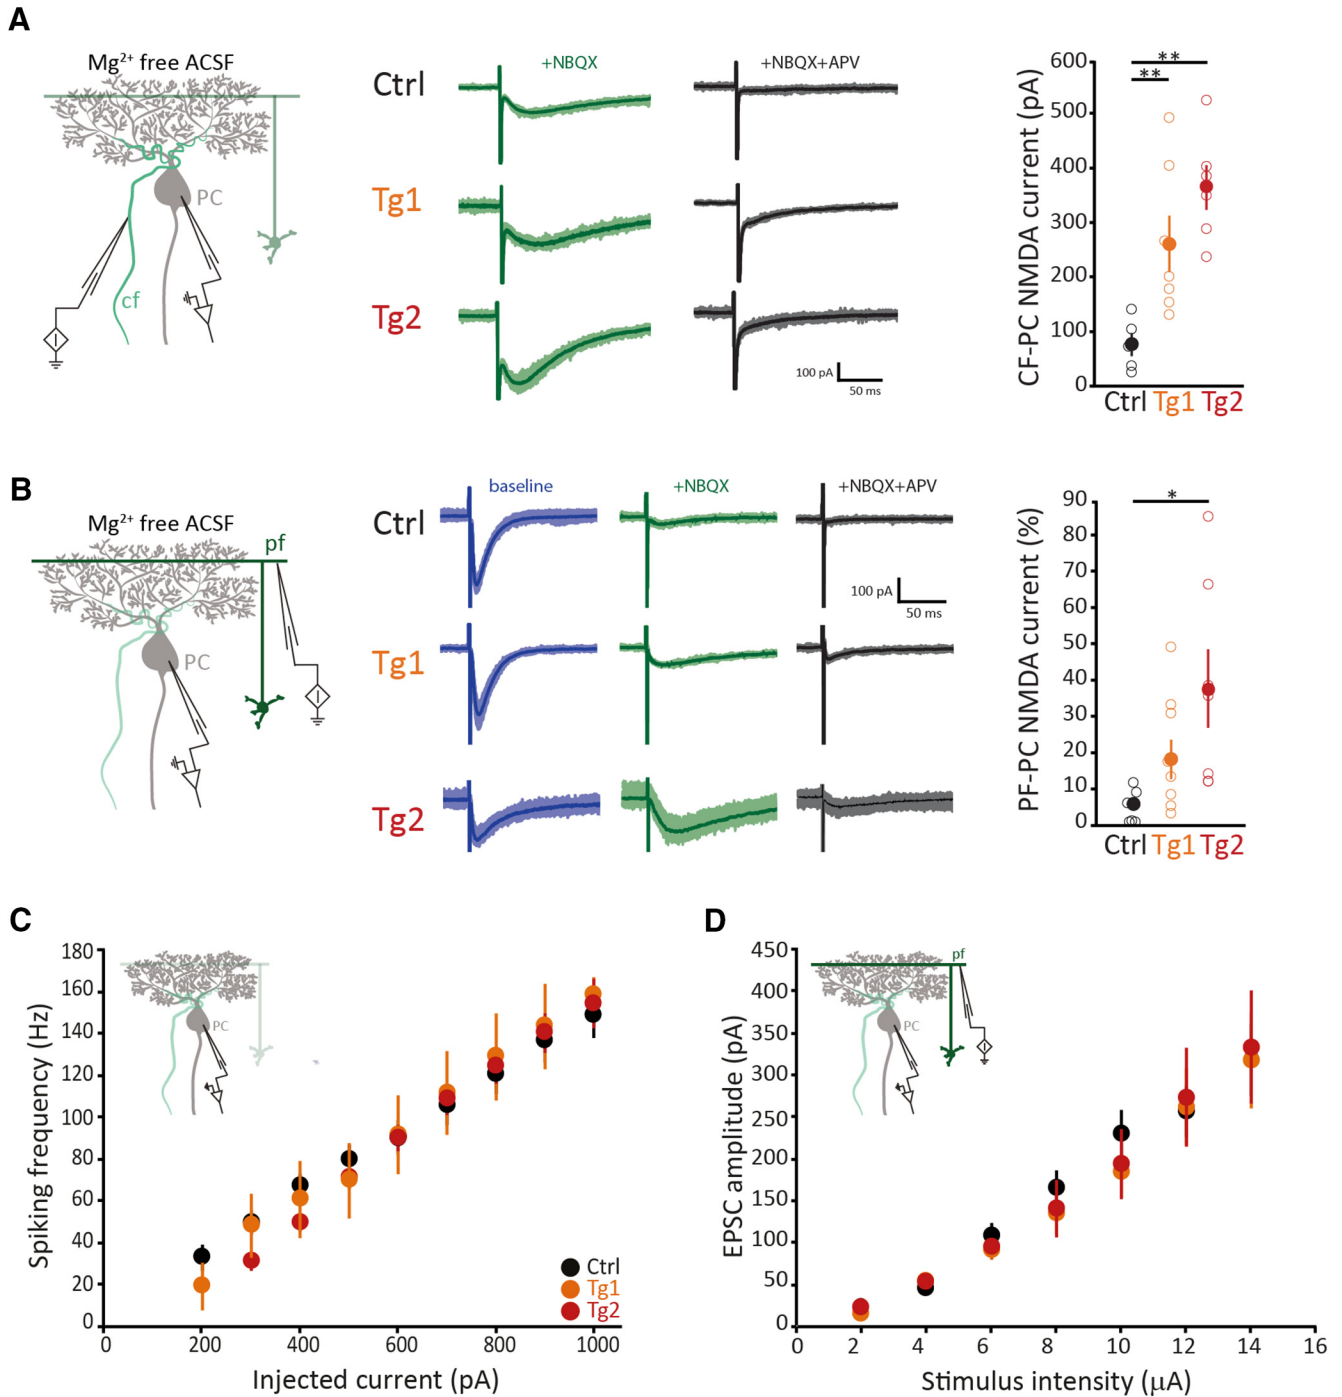 A
Mg2+ free ACSF
PC
cf
Ctrl
+NBQX
+NBQX+APV
Tg1
Tg2
100 pA
50 ms
CF-PC NMDA current (pA)
600
500
400
300
200
100
0
**
**
Ctrl Tg1 Tg2
B
Mg2+ free ACSF
pf
PC
baseline
+NBQX
+NBQX+APV
Ctrl
100 pA
50 ms
Tg1
Tg2
PF-PC NMDA current (%)
90
80
70
60
50
40
30
20
10
0
*
Ctrl Tg1 Tg2
C
Spiking frequency (Hz)
180
160
140
120
100
80
60
40
20
0
PC
Ctrl
Tg1
Tg2
0 200 400 600 800 1000
Injected current (pA)
D
EPSC amplitude (pA)
450
400
350
300
250
200
150
100
50
0
pf
PC
0 2 4 6 8 10 12 14 16
Stimulus intensity (μA)